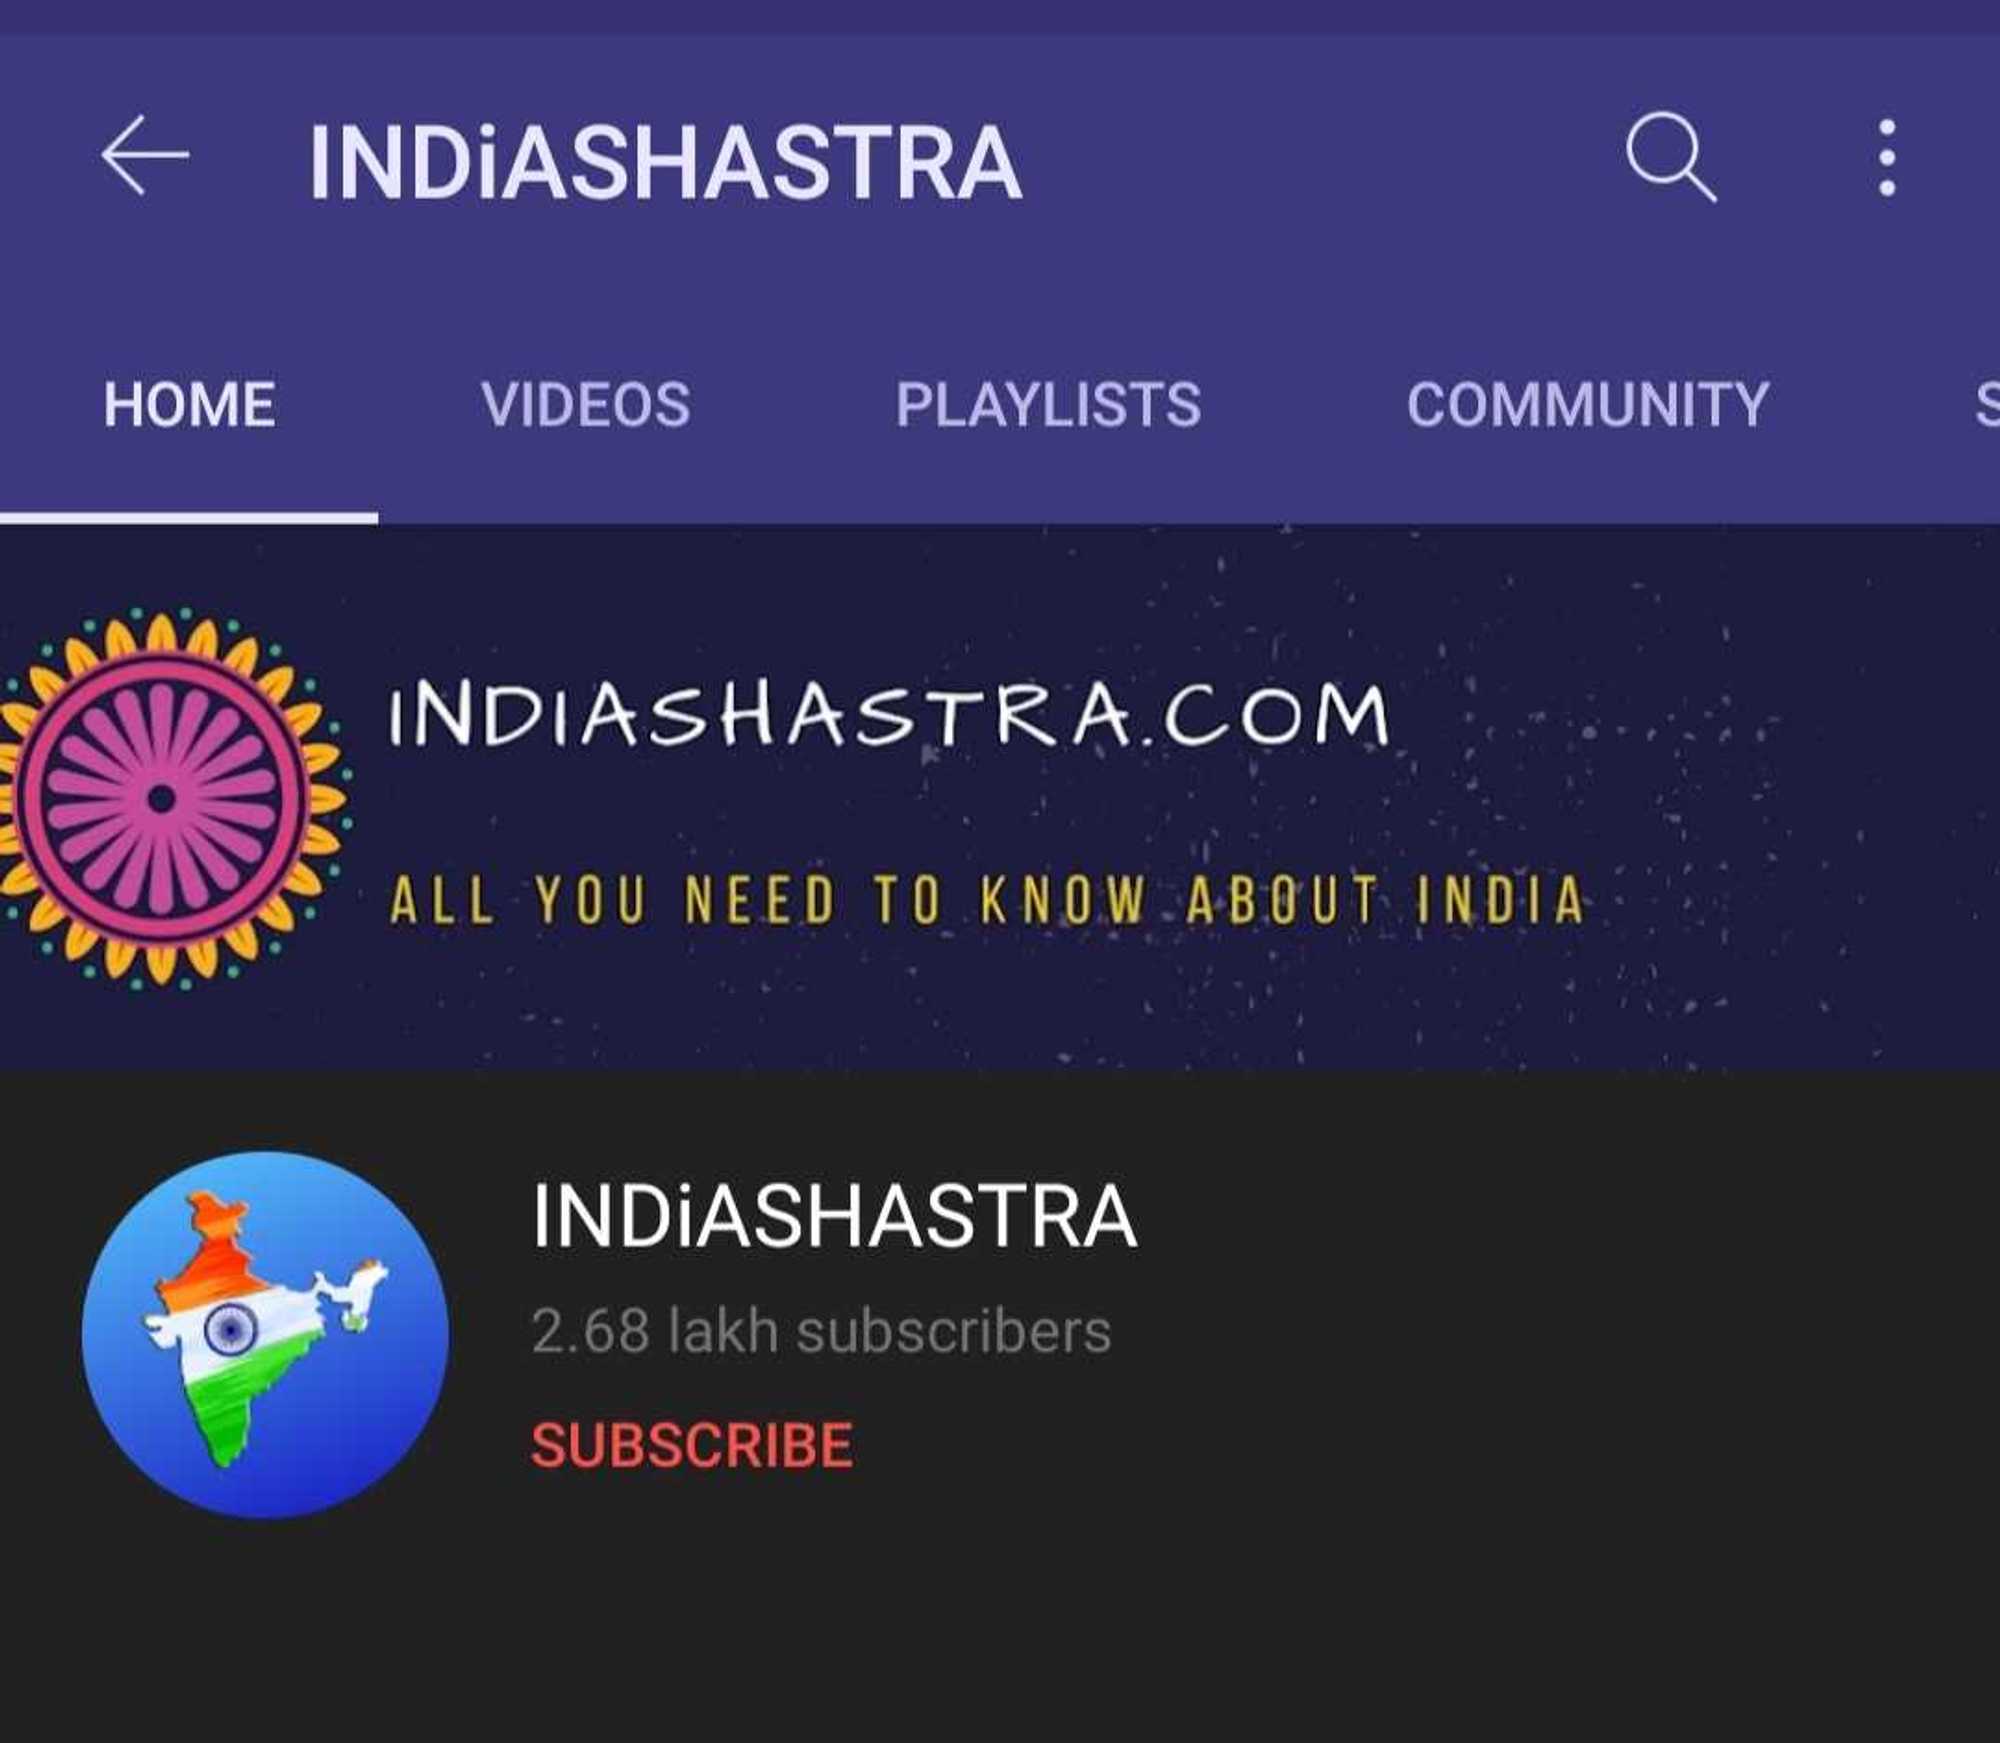 INDiASHASTRA
HOME VIDEOS PLAYLISTS COMMUNITY S
INDIASHASTRA.COM
ALL YOU NEED TO KNOW ABOUT INDIA
INDiASHASTRA
2.68 lakh subscribers
SUBSCRIBE